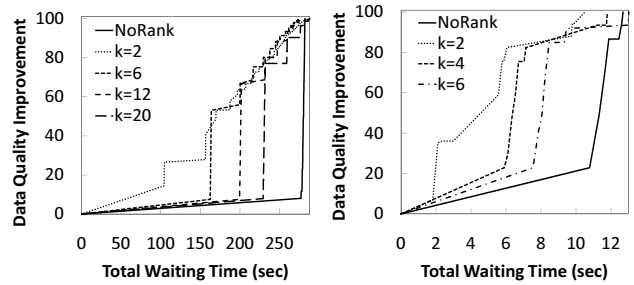 Data Quality Improvement
100
80
60
40
20
0
NoRank
k=2
k=6
k=12
k=20
0 50 100 150 200 250
Total Waiting Time (sec)
Data Quality Improvement
100
80
60
40
20
0
NoRank
k=2
k=4
k=6
0 2 4 6 8 10 12
Total Waiting Time (sec)